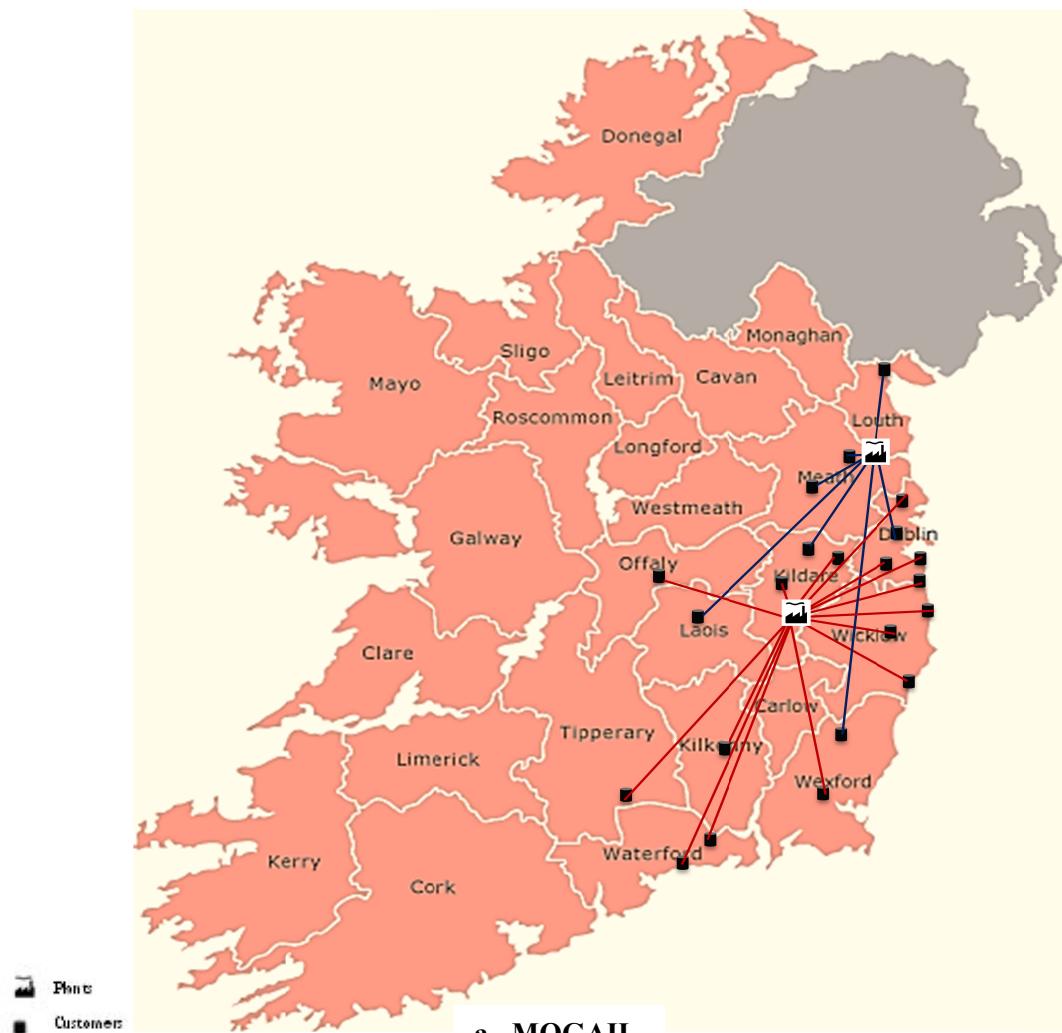 Donegal
Monaghan
Sligo
Leitrim
Cavan
Mayo
Roscommon
Louth
Longford
Meath
Westmeath
Galway
Dublin
Offaly
Kildare
Laois
Wicklow
Clare
Carlow
Tipperary
Kilkenny
Limerick
Wexford
Waterford
Kerry
Cork
Plants
Customers